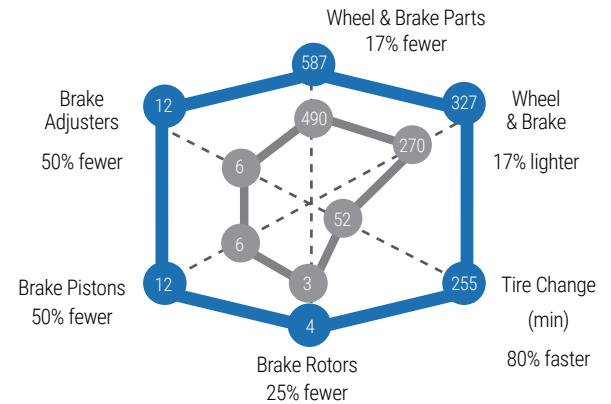 Wheel & Brake Parts
17% fewer
587
Brake
Adjusters
50% fewer
12
327
Wheel
& Brake
17% lighter
490
270
6
52
6
3
Brake Pistons
50% fewer
12
255
Tire Change
(min)
80% faster
4
Brake Rotors
25% fewer